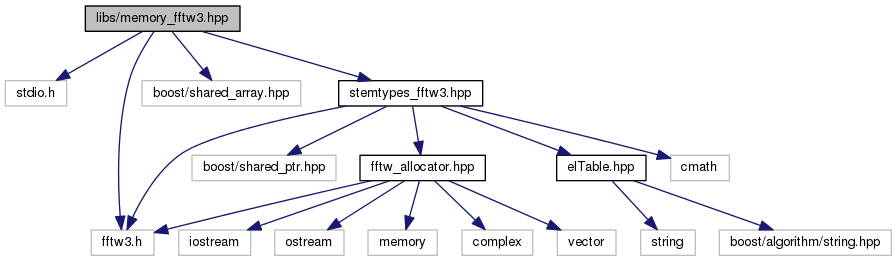 libs/memory_fftw3.hpp
stdio.h
boost/shared_array.hpp
stemtypes_fftw3.hpp
boost/shared_ptr.hpp
fftw_allocator.hpp
elTable.hpp
cmath
fftw3.h
iostream
ostream
memory
complex
vector
string
boost/algorithm/string.hpp